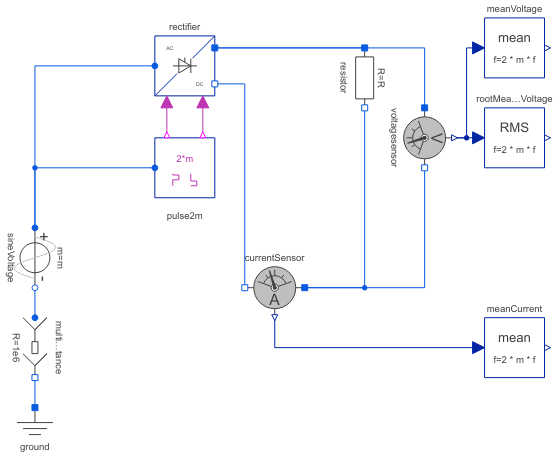 meanVoltage
rectifier
AC
DC
mean
f=2 * m * f
R=R
resistor
rootMea...Voltage
RMS
f=2 * m * f
voltagesensor
V
2*m
pulse2m
sineVoltage
+
-
m=m
currentSensor
A
multi...tance
R=1e6
meanCurrent
mean
f=2 * m * f
ground